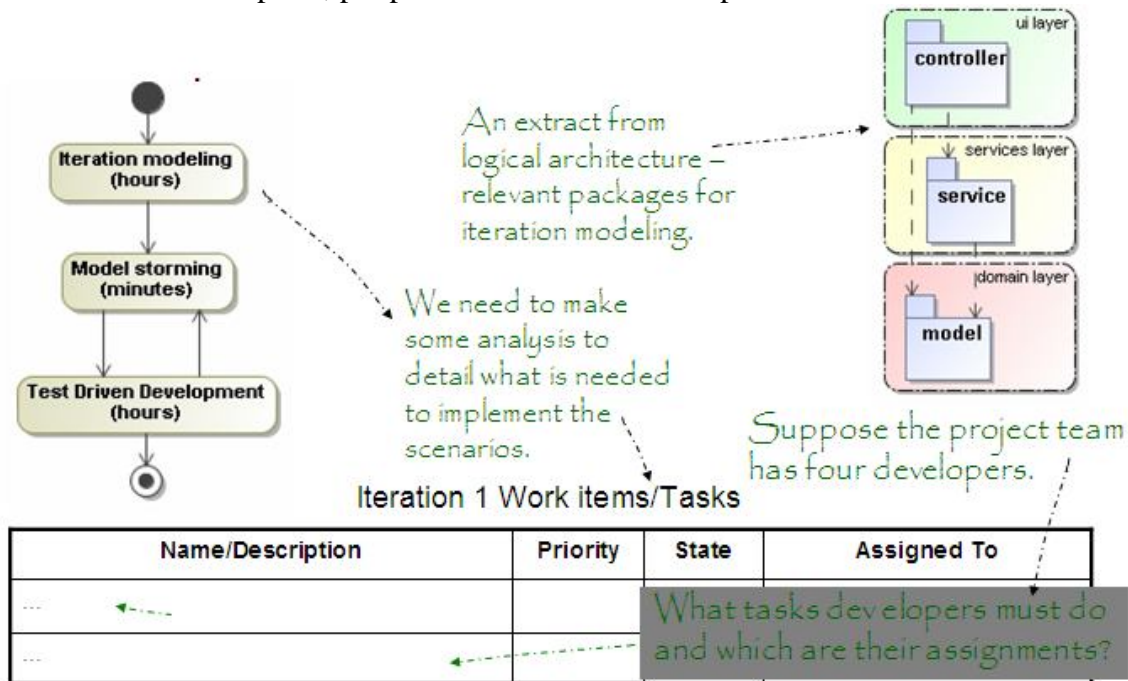 Iteration modeling
(hours)
Model storming
(minutes)
Test Driven Development
(hours)
An extract from
logical architecture –
relevant packages for
iteration modeling.
ui layer
controller
services layer
service
domain layer
model
We need to make
some analysis to
detail what is needed
to implement the
scenarios.
Suppose the project team
has four developers.
Iteration 1 Work items/Tasks
Name/Description Priority State Assigned To
...
...
What tasks developers must do
and which are their assignments?